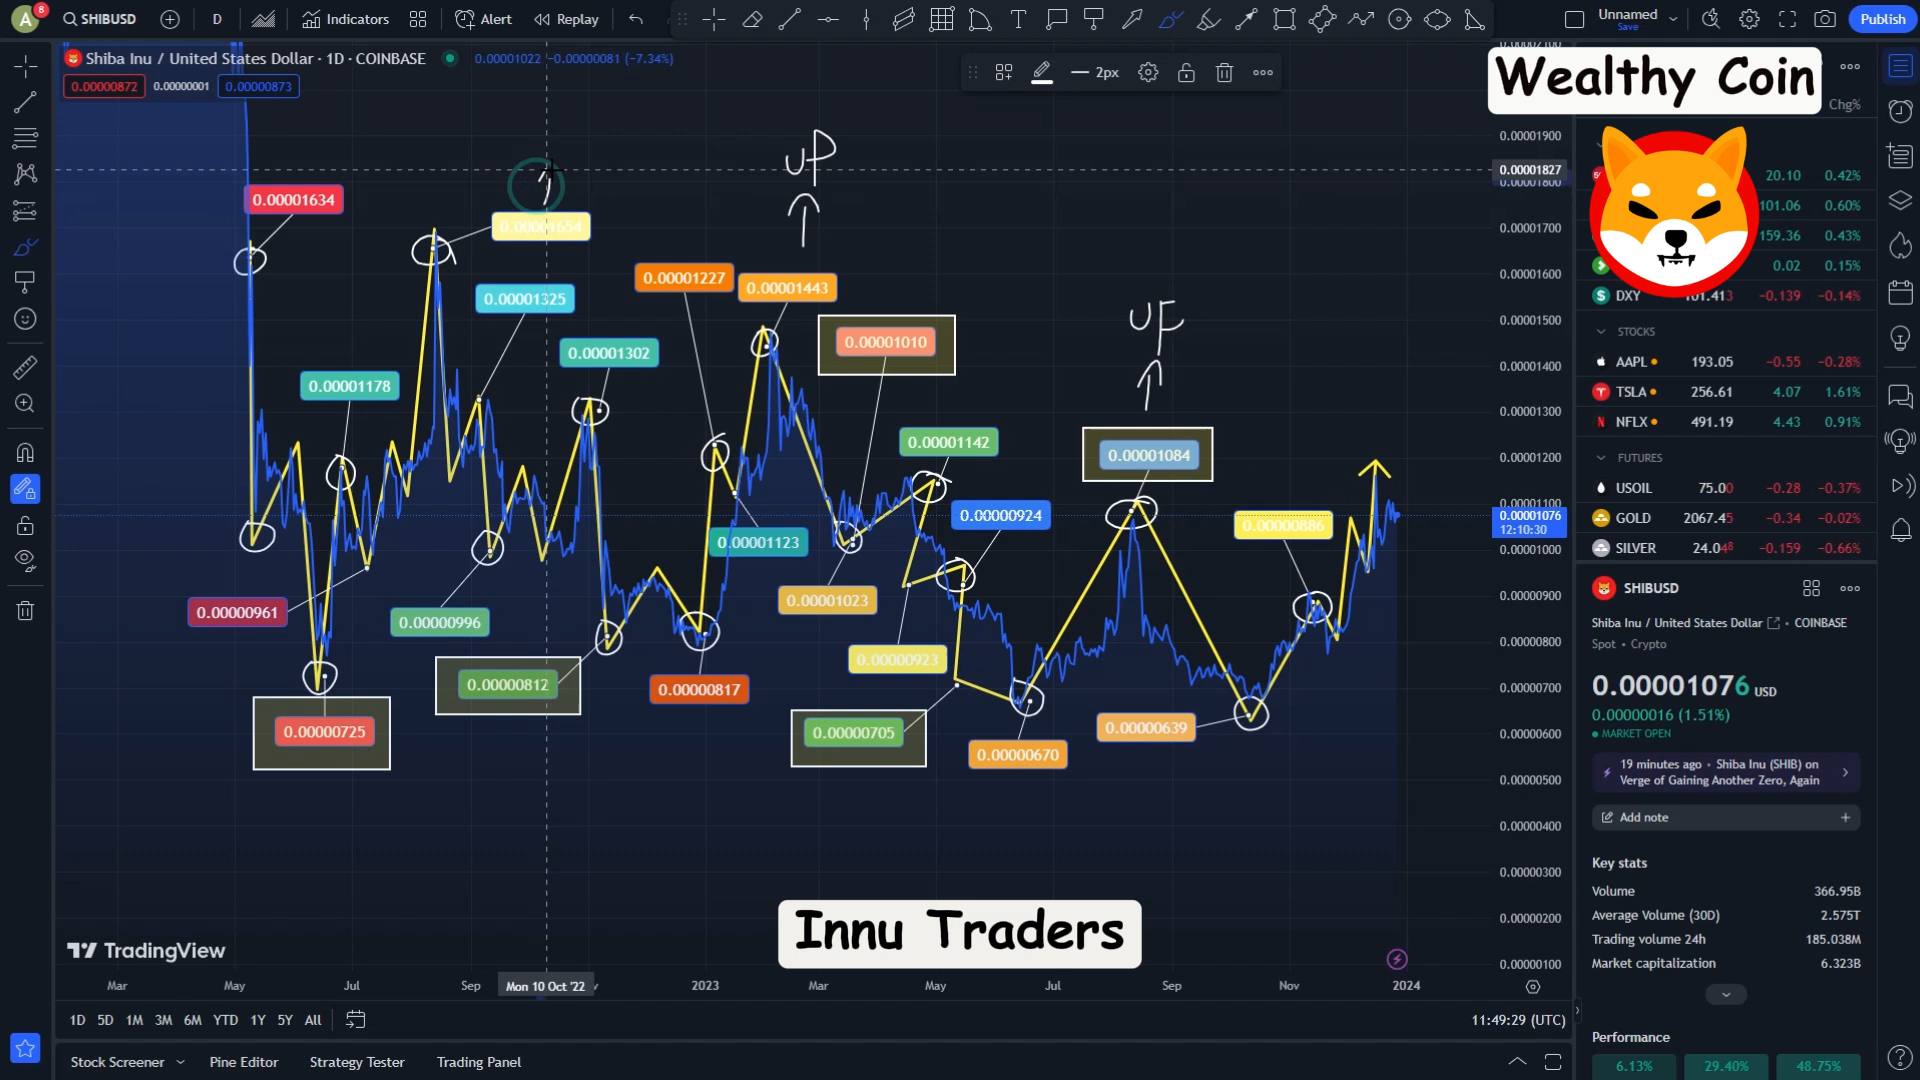 A
8
SHIBUSD
D
Indicators
Alert
Replay
Unnamed
Save
Publish
Shiba Inu / United States Dollar · 1D · COINBASE
0.00001022 −0.00000081 (−7.34%)
0.00000872
0.00000001
0.00000873
2px
Wealthy Coin
Chg%
UP
UP
0.00001634
0.00001654
0.00001325
0.00001227
0.00001443
0.00001010
0.00001302
0.00001178
0.00001142
0.00001084
0.00000924
0.00000886
0.00001123
0.00001023
0.00000961
0.00000996
0.00000923
0.00000812
0.00000817
0.00000725
0.00000705
0.00000670
0.00000639
0.00001900
0.00001827
0.00001800
0.00001700
0.00001600
0.00001500
0.00001400
0.00001300
0.00001200
0.00001100
0.00001076
12:10:30
0.00001000
0.00000900
0.00000800
0.00000700
0.00000600
0.00000500
0.00000400
0.00000300
0.00000200
0.00000100
TradingView
Innu Traders
Mar
May
Jul
Sep
Mon 10 Oct '22
2023
Mar
May
Jul
Sep
Nov
2024
1D 5D 1M 3M 6M YTD 1Y 5Y All
11:49:29 (UTC)
Stock Screener
Pine Editor
Strategy Tester
Trading Panel
20.10 0.42%
101.06 0.60%
159.36 0.43%
0.02 0.15%
DXY 101.413 −0.139 −0.14%
STOCKS
AAPL 193.05 −0.55 −0.28%
TSLA 256.61 4.07 1.61%
NFLX 491.19 4.43 0.91%
FUTURES
USOIL 75.00 −0.28 −0.37%
GOLD 2067.45 −0.34 −0.02%
SILVER 24.048 −0.159 −0.66%
SHIBUSD
Shiba Inu / United States Dollar • COINBASE
Spot • Crypto
0.00001076 USD
0.00000016 (1.51%)
MARKET OPEN
19 minutes ago • Shiba Inu (SHIB) on
Verge of Gaining Another Zero, Again
Add note
Key stats
Volume 366.95B
Average Volume (30D) 2.575T
Trading volume 24h 185.038M
Market capitalization 6.323B
Performance
6.13%
29.40%
48.75%